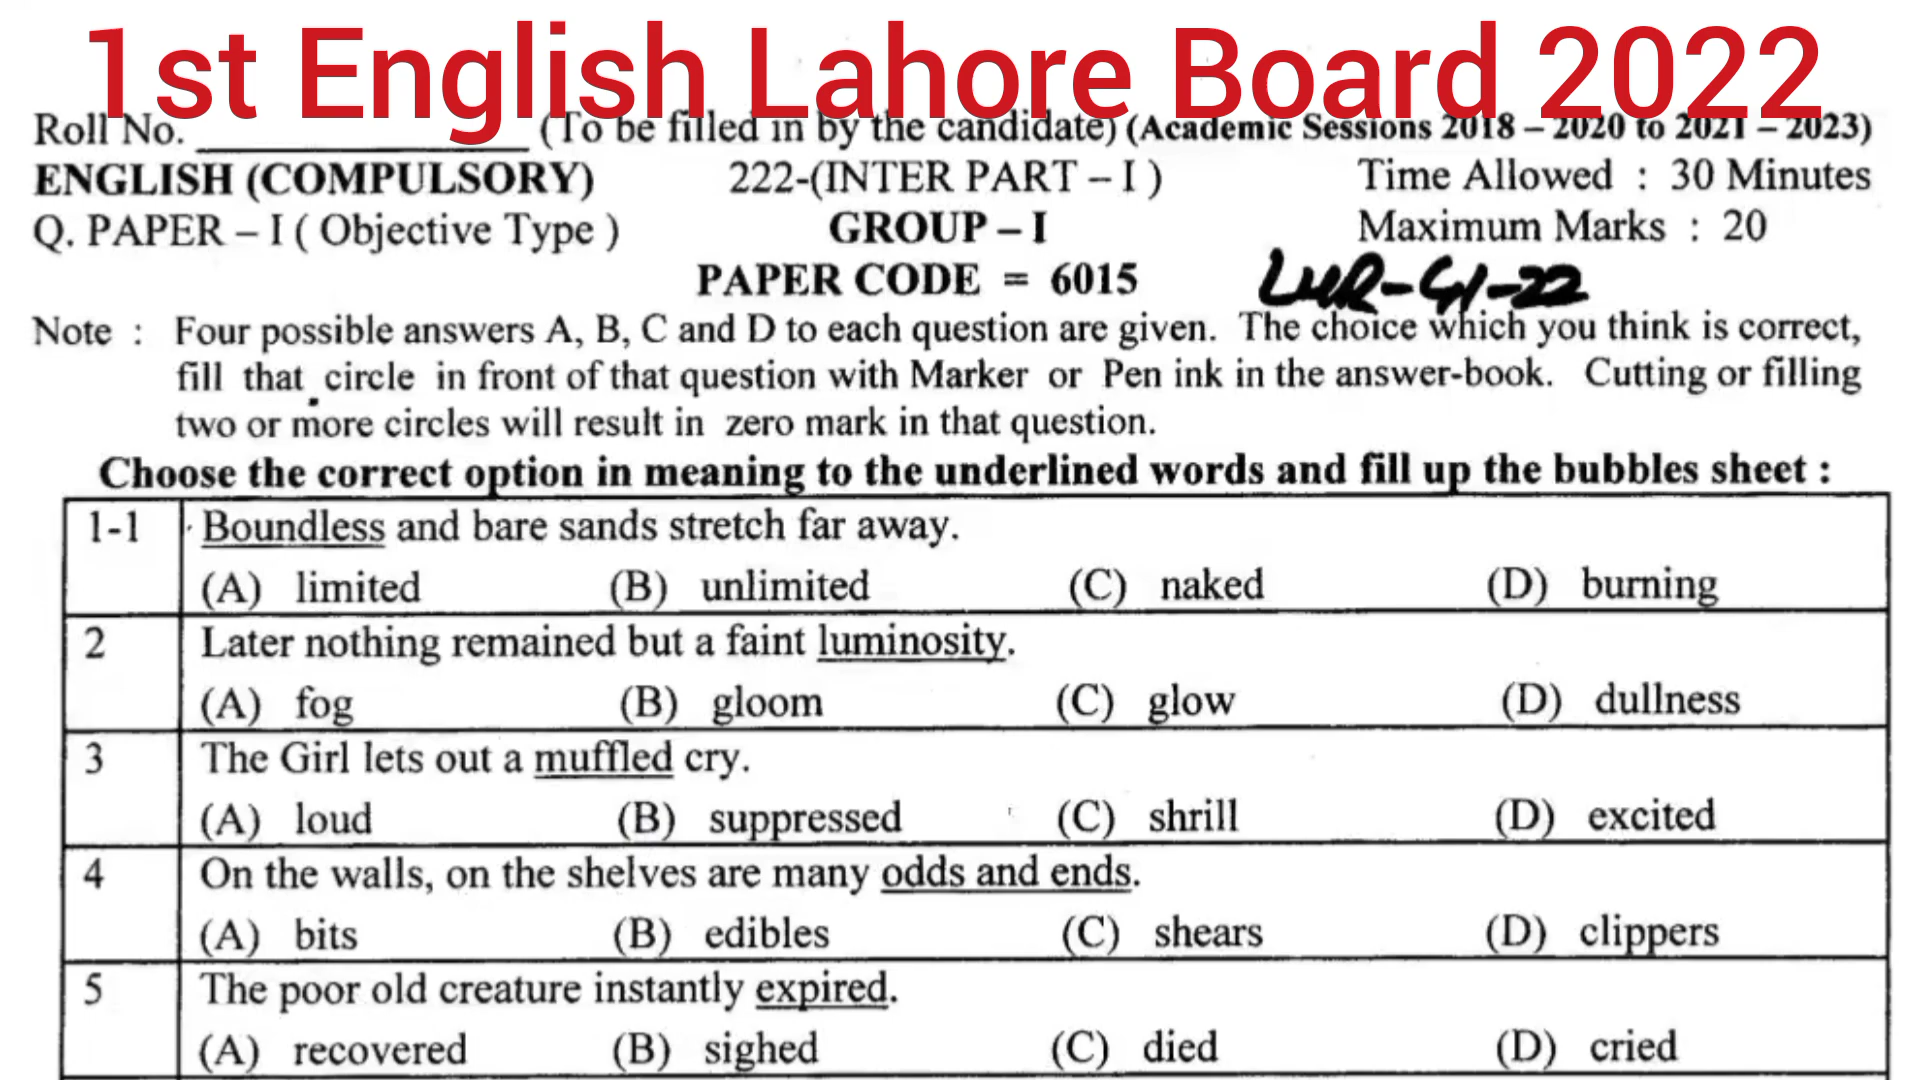 1st English Lahore Board 2022
Roll No. ____________ (To be filled in by the candidate) (Academic Sessions 2018 – 2020 to 2021 – 2023)
ENGLISH (COMPULSORY) 222-(INTER PART – I ) Time Allowed : 30 Minutes
Q. PAPER – I ( Objective Type ) GROUP – I Maximum Marks : 20
PAPER CODE = 6015 LHR-G1-22
Note : Four possible answers A, B, C and D to each question are given. The choice which you think is correct,
fill that circle in front of that question with Marker or Pen ink in the answer-book. Cutting or filling
two or more circles will result in zero mark in that question.
Choose the correct option in meaning to the underlined words and fill up the bubbles sheet :
1-1 Boundless and bare sands stretch far away.
(A) limited (B) unlimited (C) naked (D) burning
2 Later nothing remained but a faint luminosity.
(A) fog (B) gloom (C) glow (D) dullness
3 The Girl lets out a muffled cry.
(A) loud (B) suppressed (C) shrill (D) excited
4 On the walls, on the shelves are many odds and ends.
(A) bits (B) edibles (C) shears (D) clippers
5 The poor old creature instantly expired.
(A) recovered (B) sighed (C) died (D) cried